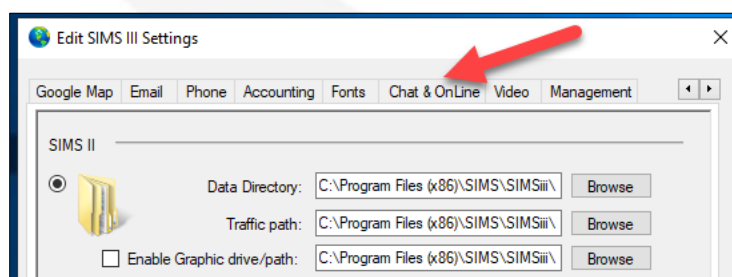 Edit SIMS III Settings
Google Map Email Phone Accounting Fonts Chat & OnLine Video Management
SIMS II
Data Directory: C:\Program Files (x86)\SIMS\SIMSiii\ Browse
Traffic path: C:\Program Files (x86)\SIMS\SIMSiii\ Browse
Enable Graphic drive/path: C:\Program Files (x86)\SIMS\SIMSiii\ Browse